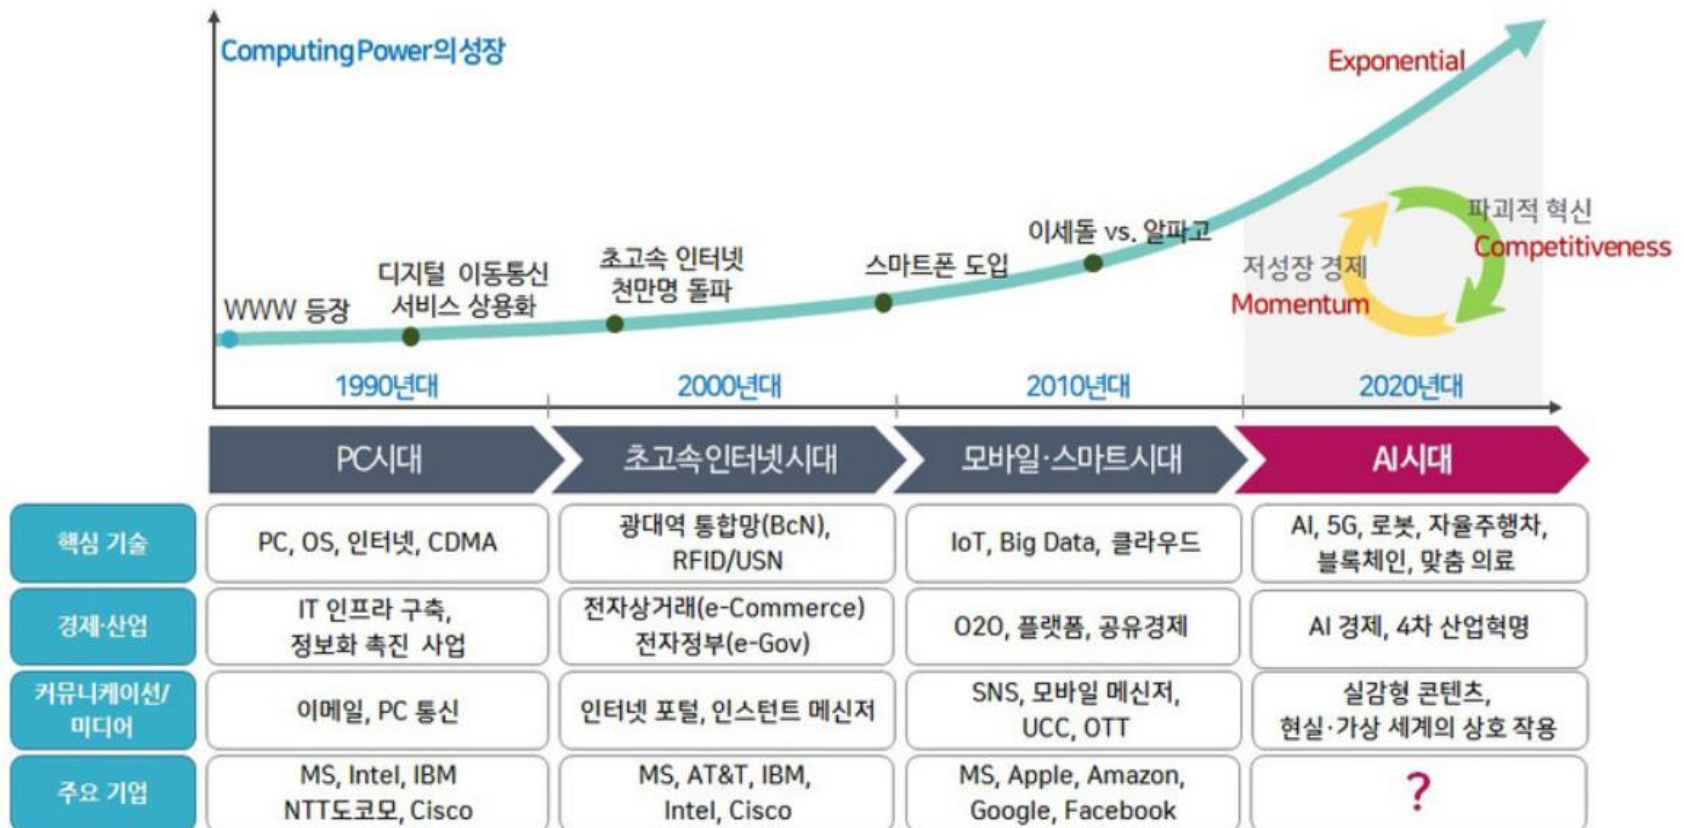 Computing Power의 성장
Exponential
WWW 등장
디지털 이동통신
서비스 상용화
초고속 인터넷
천만명 돌파
스마트폰 도입
이세돌 vs. 알파고
저성장 경제
Momentum
파괴적 혁신
Competitiveness
1990년대
2000년대
2010년대
2020년대
PC시대
초고속인터넷시대
모바일·스마트시대
AI시대
핵심 기술
PC, OS, 인터넷, CDMA
광대역 통합망(BcN),
RFID/USN
IoT, Big Data, 클라우드
AI, 5G, 로봇, 자율주행차,
블록체인, 맞춤 의료
경제·산업
IT 인프라 구축,
정보화 촉진 사업
전자상거래(e-Commerce)
전자정부(e-Gov)
O2O, 플랫폼, 공유경제
AI 경제, 4차 산업혁명
커뮤니케이션/
미디어
이메일, PC 통신
인터넷 포털, 인스턴트 메신저
SNS, 모바일 메신저,
UCC, OTT
실감형 콘텐츠,
현실·가상 세계의 상호 작용
주요 기업
MS, Intel, IBM
NTT도코모, Cisco
MS, AT&T, IBM,
Intel, Cisco
MS, Apple, Amazon,
Google, Facebook
?